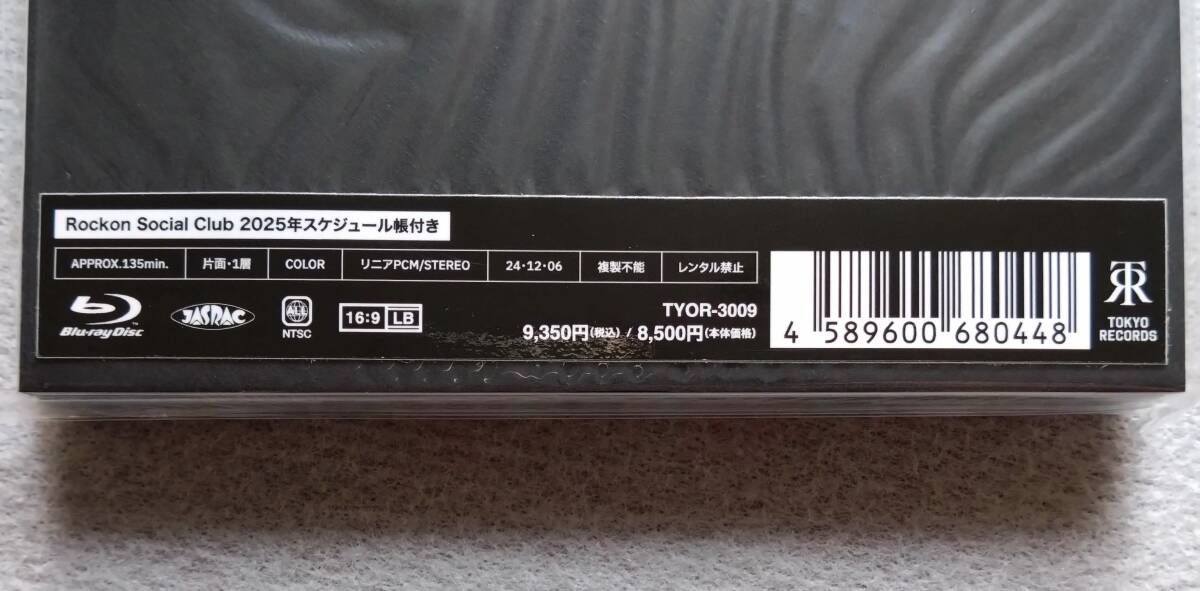 Rockon Social Club 2025年スケジュール帳付き
APPROX.135min. 片面・1層 COLOR リニアPCM/STEREO 24・12・06 複製不能 レンタル禁止
Blu-ray Disc™ JASRAC ALL NTSC 16:9 LB
TYOR-3009
9,350円(税込) / 8,500円(本体価格)
4 589600 680448
TR
TOKYO
RECORDS